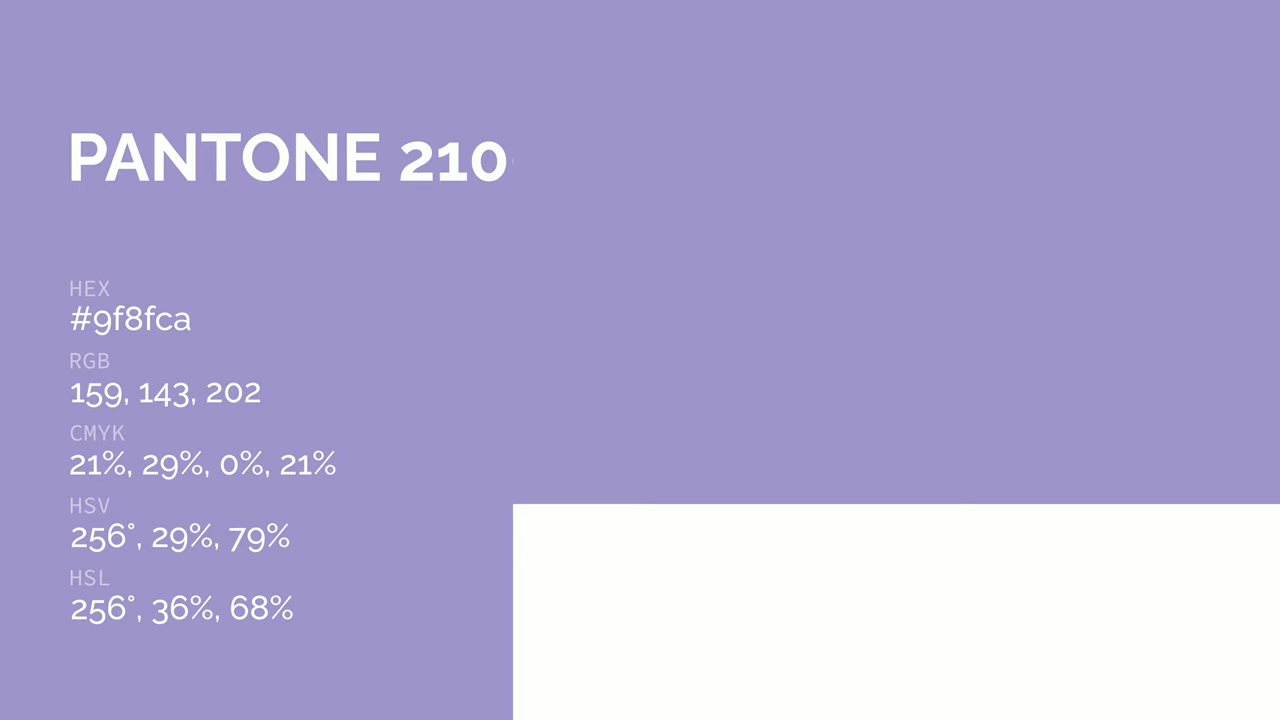 PANTONE 210
HEX
#9f8fca
RGB
159, 143, 202
CMYK
21%, 29%, 0%, 21%
HSV
256°, 29%, 79%
HSL
256°, 36%, 68%